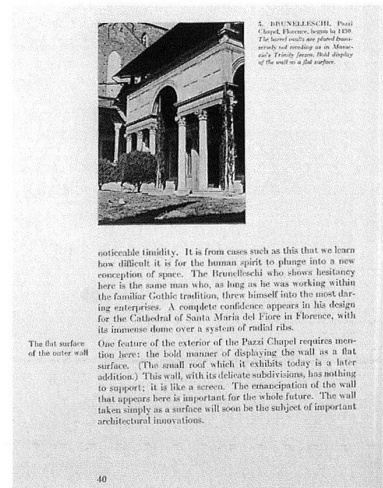 5. BRUNELLESCHI, Pazzi
Chapel, Florence, begun in 1430.
The barrel vaults are placed trans-
versely not receding as in Masac-
cio's Trinity fresco. Bold display
of the wall as a flat surface.
noticeable timidity. It is from cases such as this that we learn
how difficult it is for the human spirit to plunge into a new
conception of space. The Brunelleschi who shows hesitancy
here is the same man who, as long as he was working within
the familiar Gothic tradition, threw himself into the most dar-
ing enterprises. A complete confidence appears in his design
for the Cathedral of Santa Maria del Fiore in Florence, with
its immense dome over a system of radial ribs.
The flat surface
of the outer wall
One feature of the exterior of the Pazzi Chapel requires men-
tion here: the bold manner of displaying the wall as a flat
surface. (The small roof which it exhibits today is a later
addition.) This wall, with its delicate subdivisions, has nothing
to support; it is like a screen. The emancipation of the wall
that appears here is important for the whole future. The wall
taken simply as a surface will soon be the subject of important
architectural innovations.
40